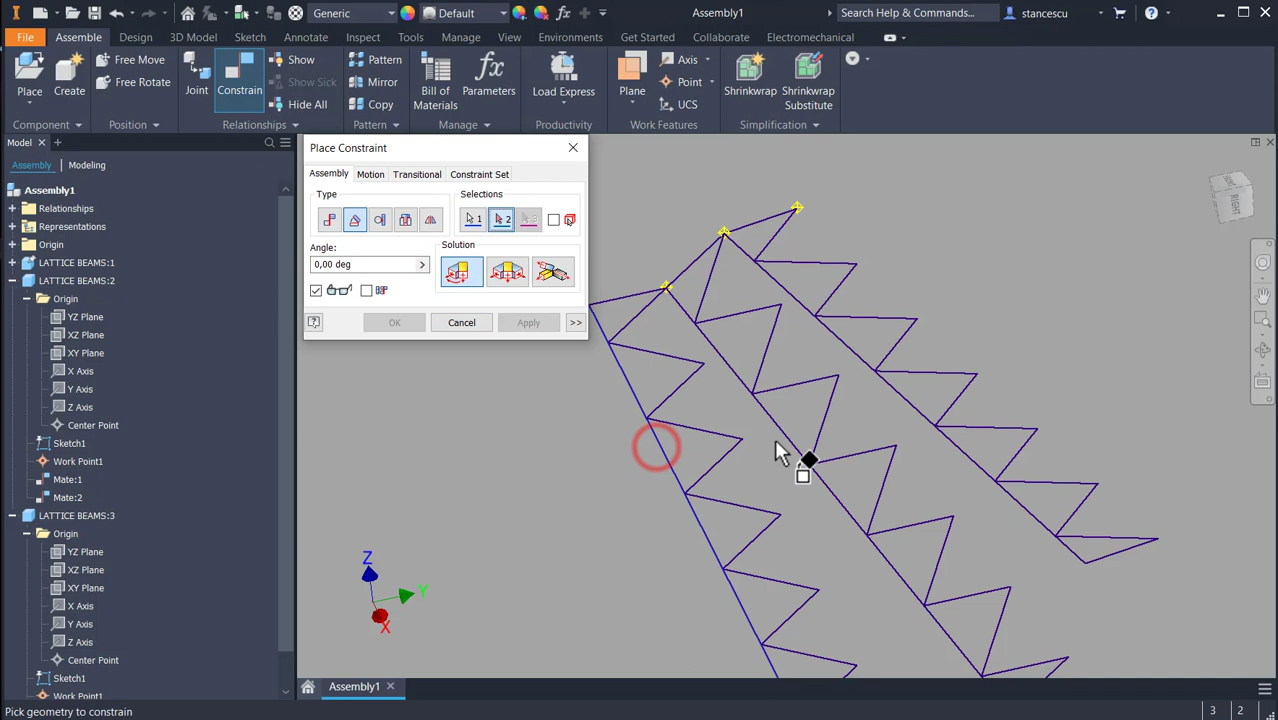 Generic
Default
Assembly1
Search Help & Commands...
stancescu
File
Assemble
Design
3D Model
Sketch
Annotate
Inspect
Tools
Manage
View
Environments
Get Started
Collaborate
Electromechanical
Place
Create
Free Move
Free Rotate
Joint
Constrain
Show
Show Sick
Hide All
Pattern
Mirror
Copy
Bill of
Materials
Parameters
Load Express
Plane
Axis
Point
UCS
Shrinkwrap
Shrinkwrap
Substitute
Component
Position
Relationships
Pattern
Manage
Productivity
Work Features
Simplification
Model
Assembly
Modeling
Assembly1
Relationships
Representations
Origin
LATTICE BEAMS:1
LATTICE BEAMS:2
Origin
YZ Plane
XZ Plane
XY Plane
X Axis
Y Axis
Z Axis
Center Point
Sketch1
Work Point1
Mate:1
Mate:2
LATTICE BEAMS:3
Origin
YZ Plane
XZ Plane
XY Plane
X Axis
Y Axis
Z Axis
Center Point
Sketch1
Work Point1
Place Constraint
Assembly
Motion
Transitional
Constraint Set
Type
Selections
1
2
3
Angle:
0,00 deg
Solution
OK
Cancel
Apply
>>
RIGHT
Z
Y
X
Assembly1
Pick geometry to constrain
3
2